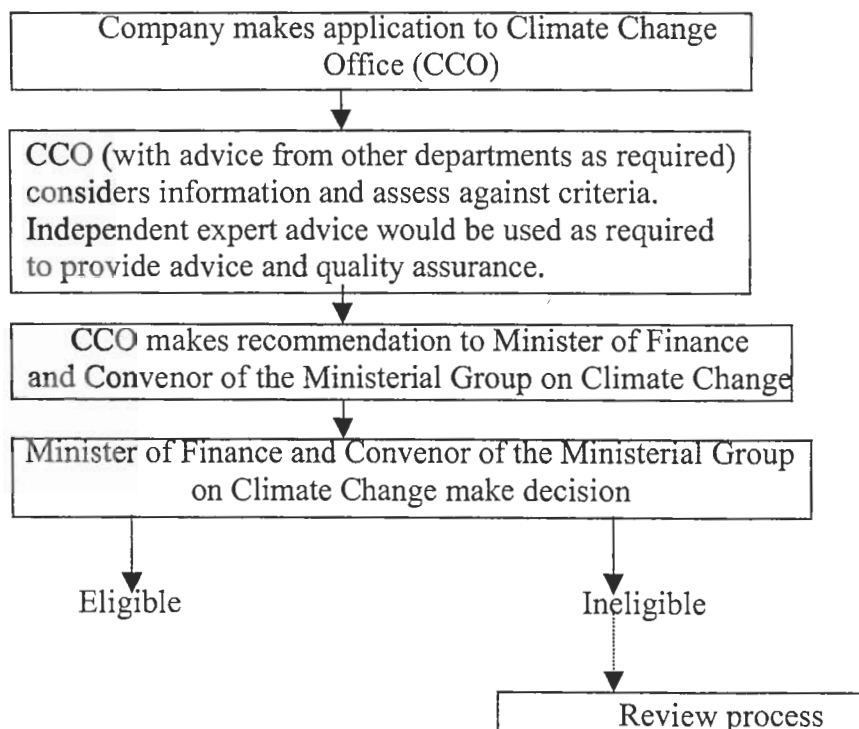 Company makes application to Climate Change
Office (CCO)
CCO (with advice from other departments as required)
considers information and assess against criteria.
Independent expert advice would be used as required
to provide advice and quality assurance.
CCO makes recommendation to Minister of Finance
and Convenor of the Ministerial Group on Climate Change
Minister of Finance and Convenor of the Ministerial Group
on Climate Change make decision
Eligible
Ineligible
Review process